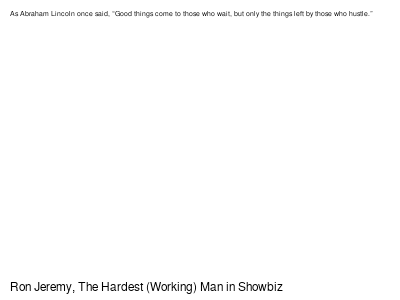 As Abraham Lincoln once said, "Good things come to those who wait, but only the things left by those who hustle."
Ron Jeremy, The Hardest (Working) Man in Showbiz